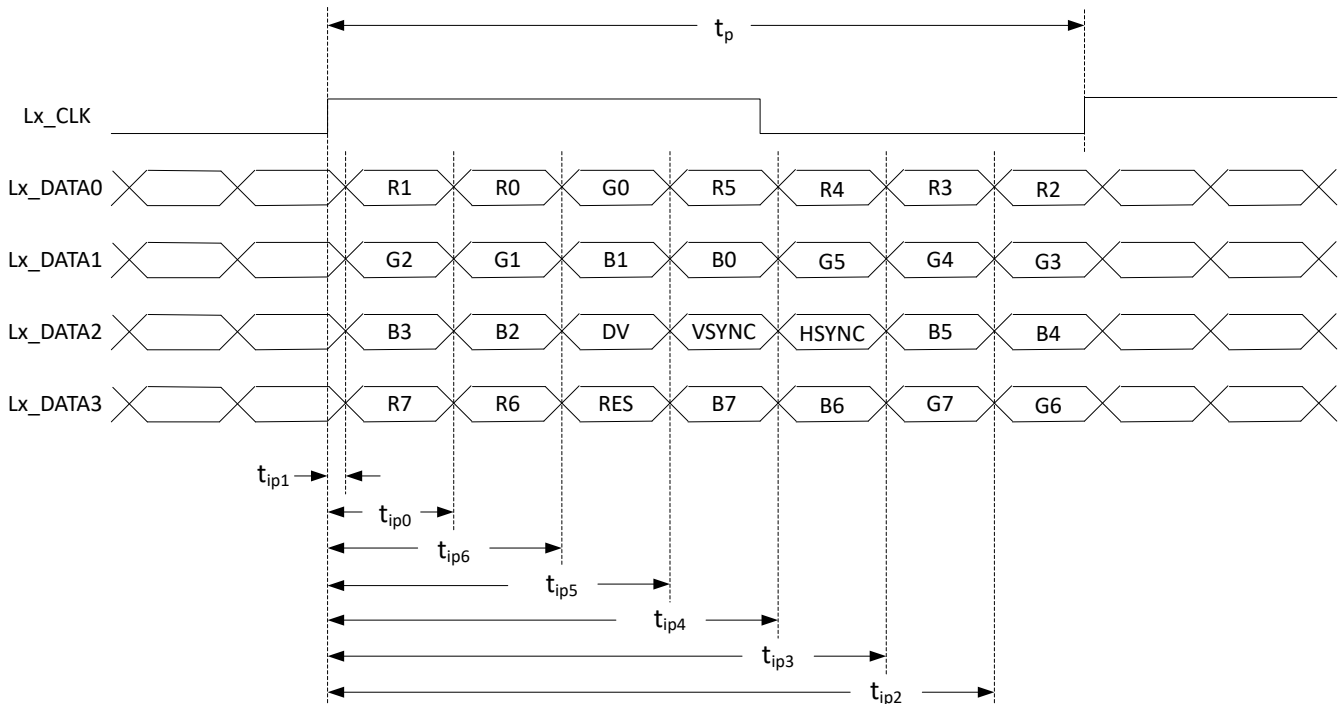 tp
Lx_CLK
Lx_DATA0 R1 R0 G0 R5 R4 R3 R2
Lx_DATA1 G2 G1 B1 B0 G5 G4 G3
Lx_DATA2 B3 B2 DV VSYNC HSYNC B5 B4
Lx_DATA3 R7 R6 RES B7 B6 G7 G6
tip1
tip0
tip6
tip5
tip4
tip3
tip2